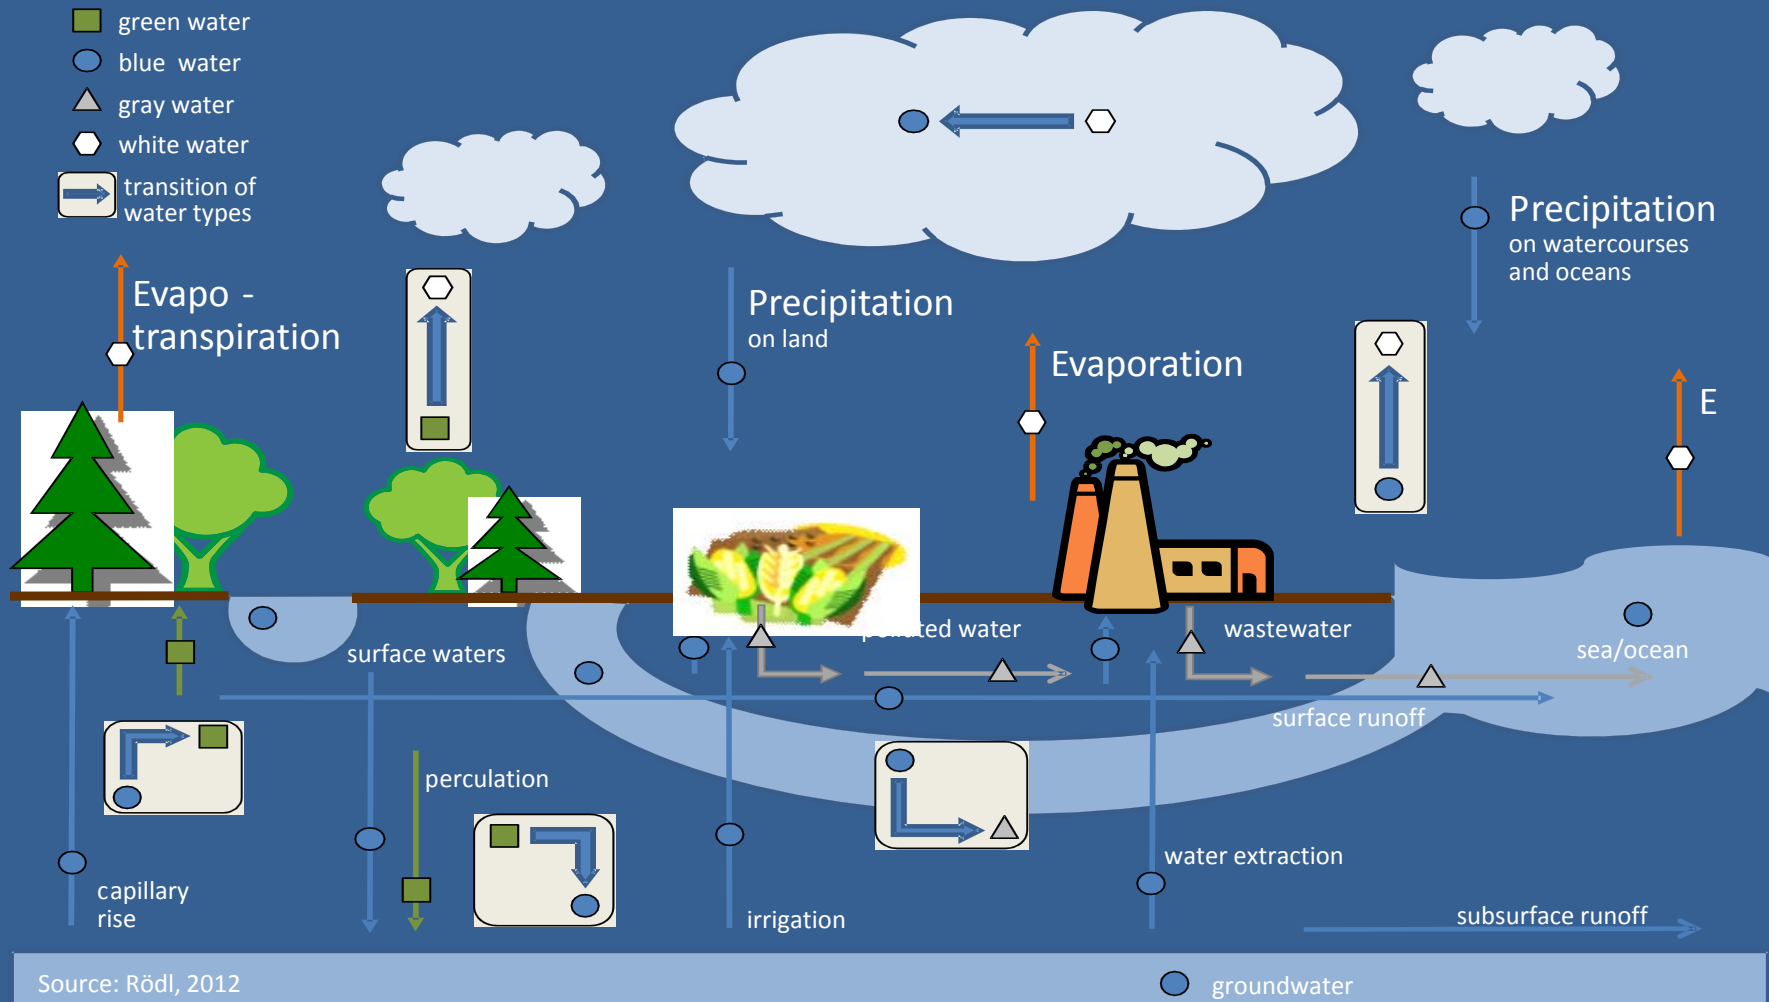 green water
blue water
gray water
white water
transition of
water types
Evapo -
transpiration
Precipitation
on land
Evaporation
Precipitation
on watercourses
and oceans
E
surface waters
polluted water
wastewater
sea/ocean
surface runoff
perculation
capillary
rise
irrigation
water extraction
subsurface runoff
Source: Rödl, 2012
groundwater